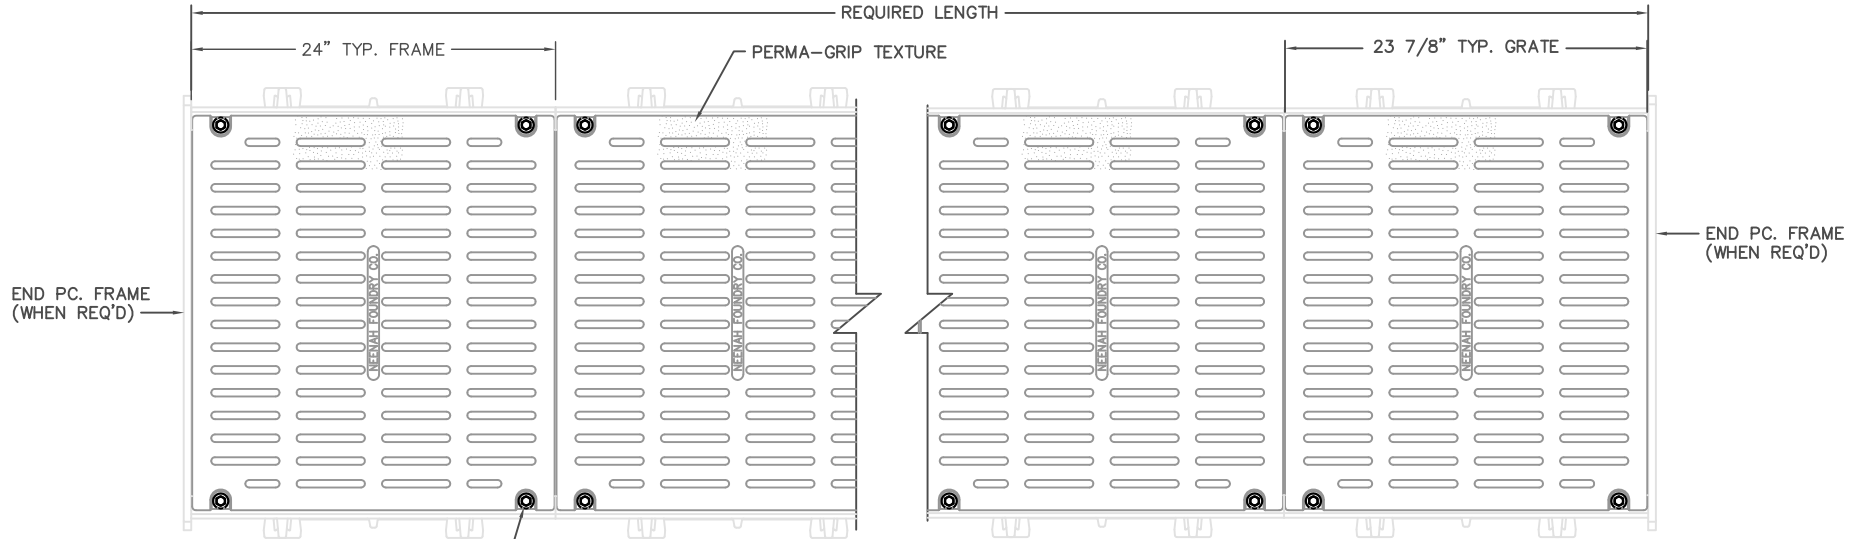 REQUIRED LENGTH
24" TYP. FRAME
PERMA-GRIP TEXTURE
23 7/8" TYP. GRATE
END PC. FRAME
(WHEN REQ'D)
END PC. FRAME
(WHEN REQ'D)
NEENAH FOUNDRY CO.
NEENAH FOUNDRY CO.
NEENAH FOUNDRY CO.
NEENAH FOUNDRY CO.